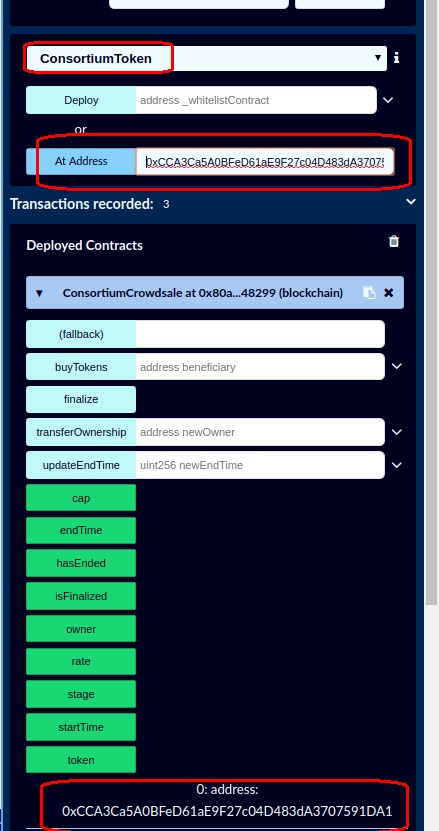 ConsortiumToken
Deploy address _whitelistContract
or
At Address 0xCCA3Ca5A0BFeD61aE9F27c04D483dA37075
Transactions recorded: 3
Deployed Contracts
ConsortiumCrowdsale at 0x80a...48299 (blockchain)
(fallback)
buyTokens address beneficiary
finalize
transferOwnership address newOwner
updateEndTime uint256 newEndTime
cap
endTime
hasEnded
isFinalized
owner
rate
stage
startTime
token
0: address:
0xCCA3Ca5A0BFeD61aE9F27c04D483dA3707591DA1